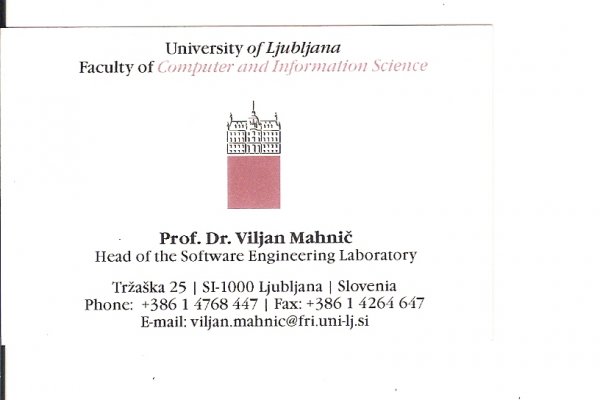 University of Ljubljana
Faculty of Computer and Information Science
Prof. Dr. Viljan Mahnič
Head of the Software Engineering Laboratory
Tržaška 25 | SI-1000 Ljubljana | Slovenia
Phone: +386 1 4768 447 | Fax: +386 1 4264 647
E-mail: viljan.mahnic@fri.uni-lj.si